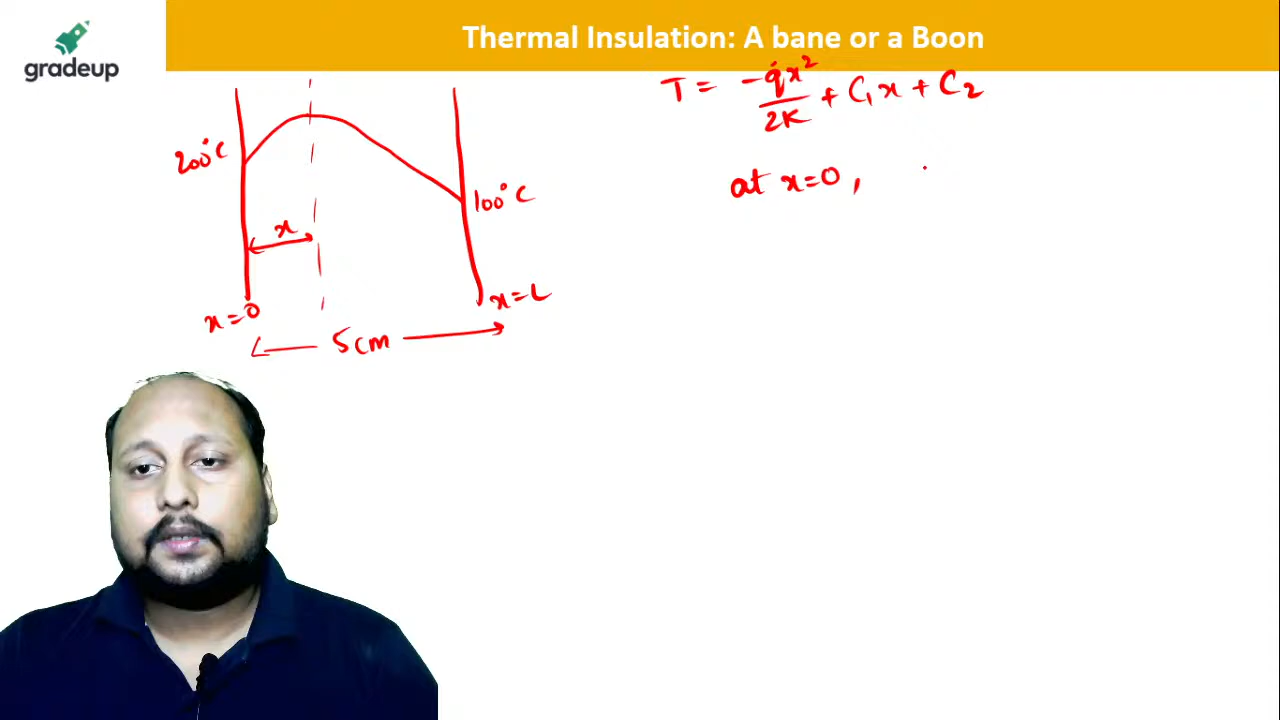 gradeup
Thermal Insulation: A bane or a Boon
T = -q̇x²/2K + C₁x + C₂
200°C
at x=0,
100°C
x
x=0
x=L
5cm